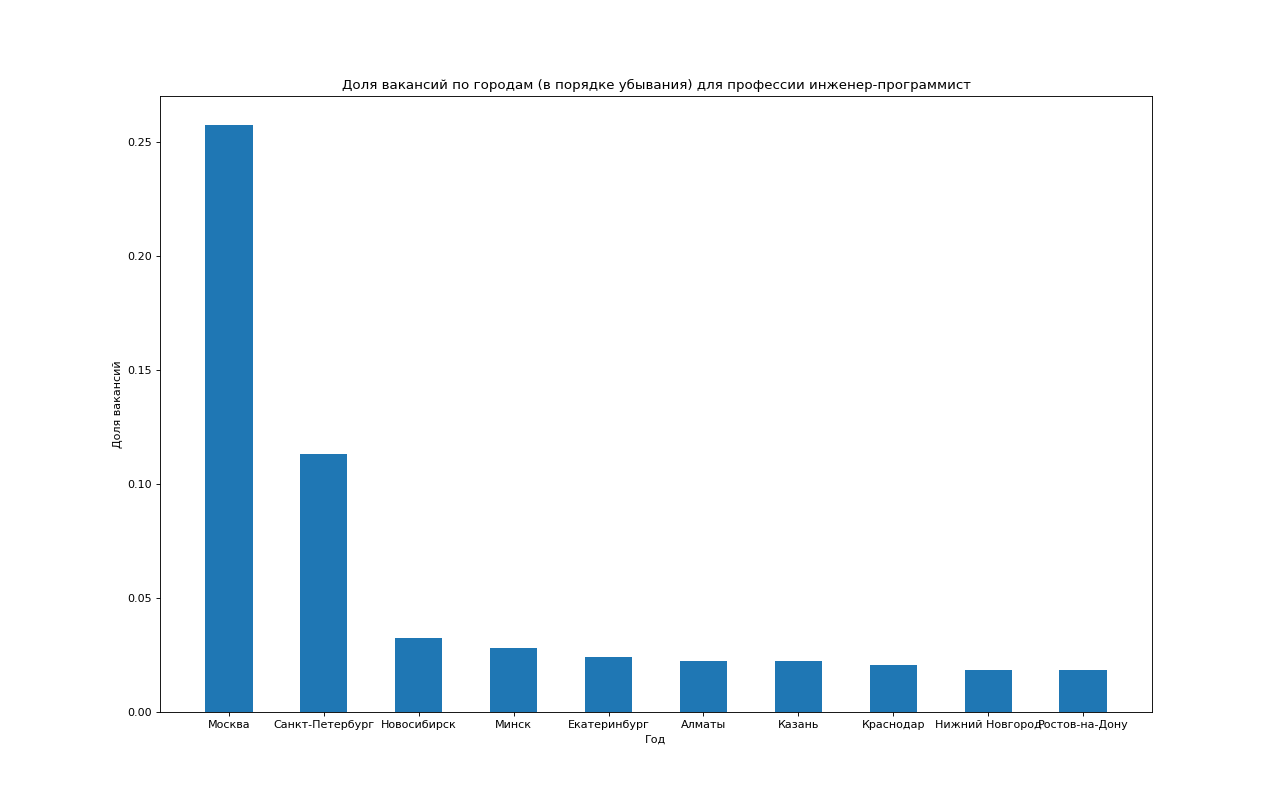 Доля вакансий по городам (в порядке убывания) для профессии инженер-программист
0.25
0.20
0.15
0.10
0.05
0.00
Доля вакансий
Москва Санкт-Петербург Новосибирск Минск Екатеринбург Алматы Казань Краснодар Нижний Новгород Ростов-на-Дону
Год